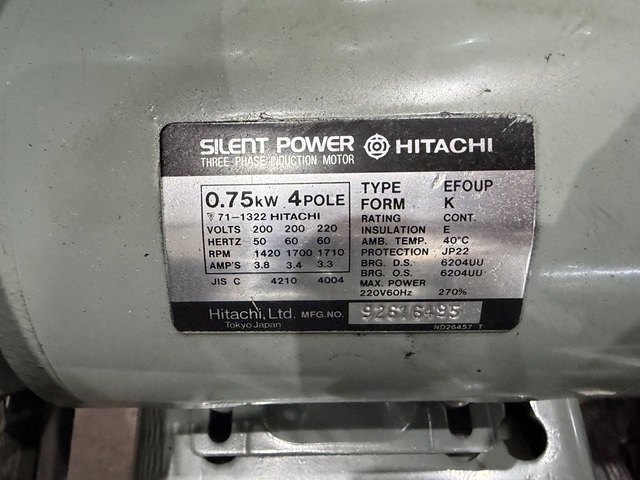 SILENT POWER HITACHI
THREE PHASE INDUCTION MOTOR
0.75KW 4POLE
71-1322 HITACHI
VOLTS 200 200 220
HERTZ 50 60 60
RPM 1420 1700 1710
AMP'S 3.8 3.4 3.3
JIS C 4210 4004
TYPE EFOUP
FORM K
RATING CONT.
INSULATION E
AMB. TEMP. 40°C
PROTECTION JP22
BRG. D.S. 6204UU
BRG. O.S. 6204UU
MAX. POWER
220V60Hz 270%
Hitachi, Ltd. MFG.NO.
Tokyo Japan
ND26457 T